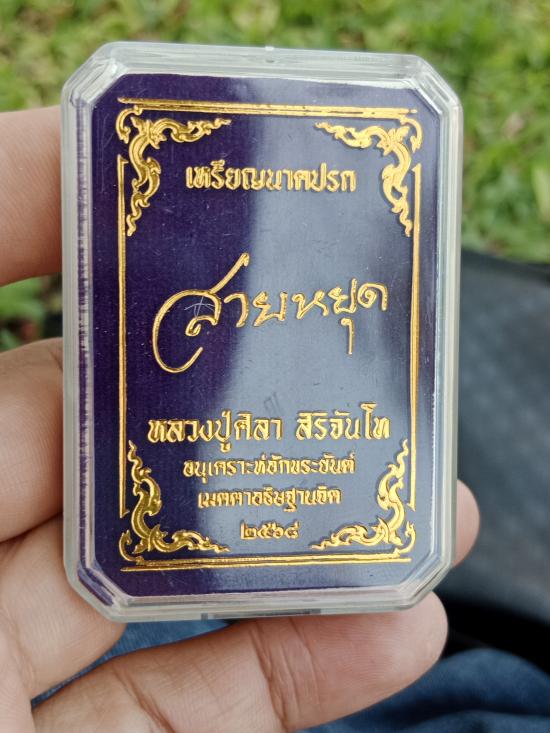 เหรียญนาคปรก
สายหยุด
หลวงปู่ศิลา สิริจันโท
อนุเคราะห์อักขระยันต์
เมตตาอธิษฐานจิต
๒๕๖๘